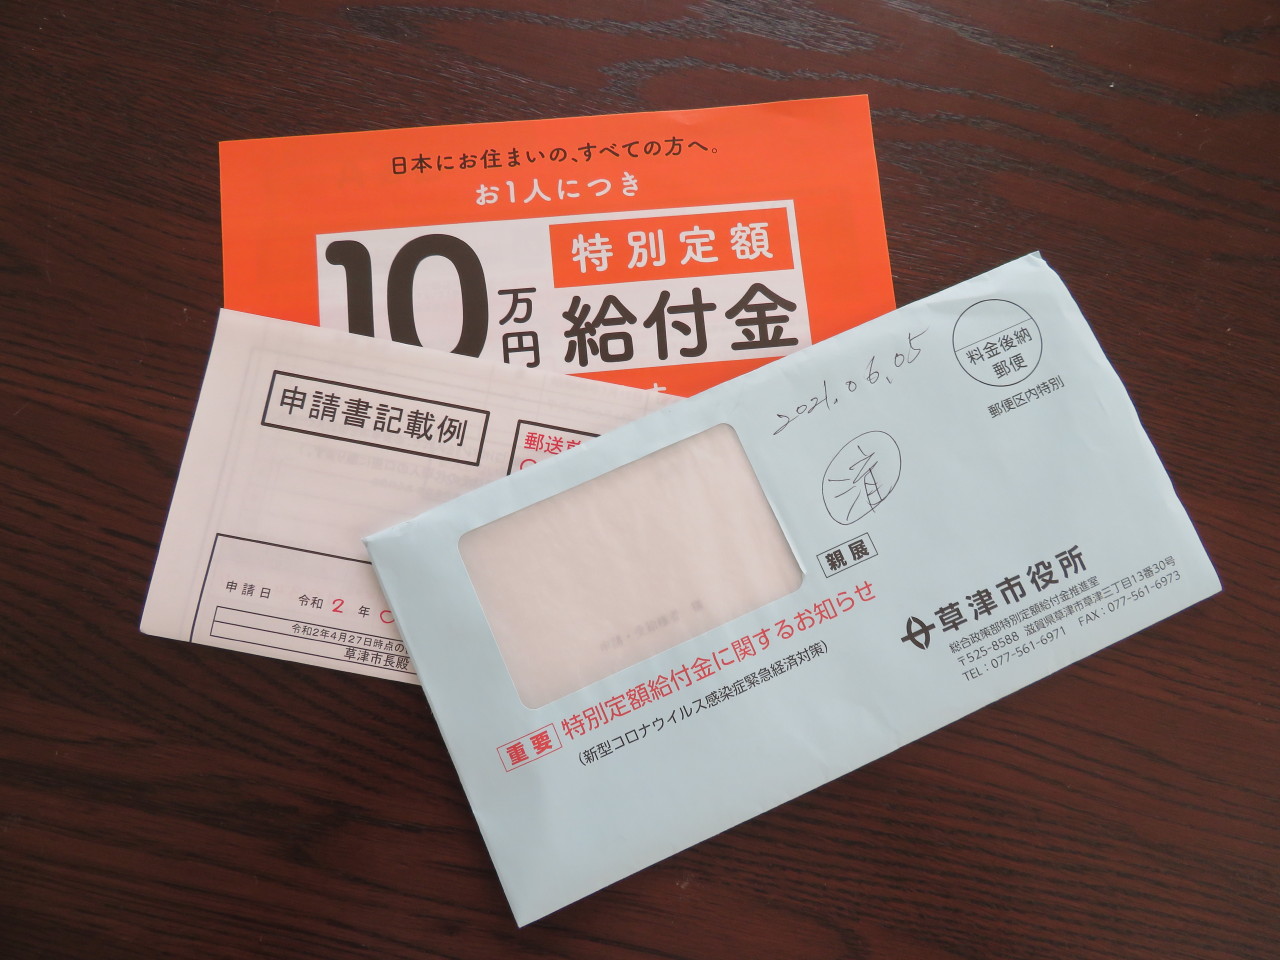 日本にお住まいの、すべての方へ。
お1人につき
10万円
特別定額
給付金
申請書記載例
郵送
申請日 令和 2 年 〇
令和2年4月27日時点の
草津市長殿
2021.06.05
済
料金後納
郵便
郵便区内特別
親展
重要 特別定額給付金に関するお知らせ
(新型コロナウイルス感染症緊急経済対策)
草津市役所
総合政策部特別定額給付金推進室
〒525-8588 滋賀県草津市草津三丁目13番30号
TEL:077-561-6971 FAX:077-561-6973